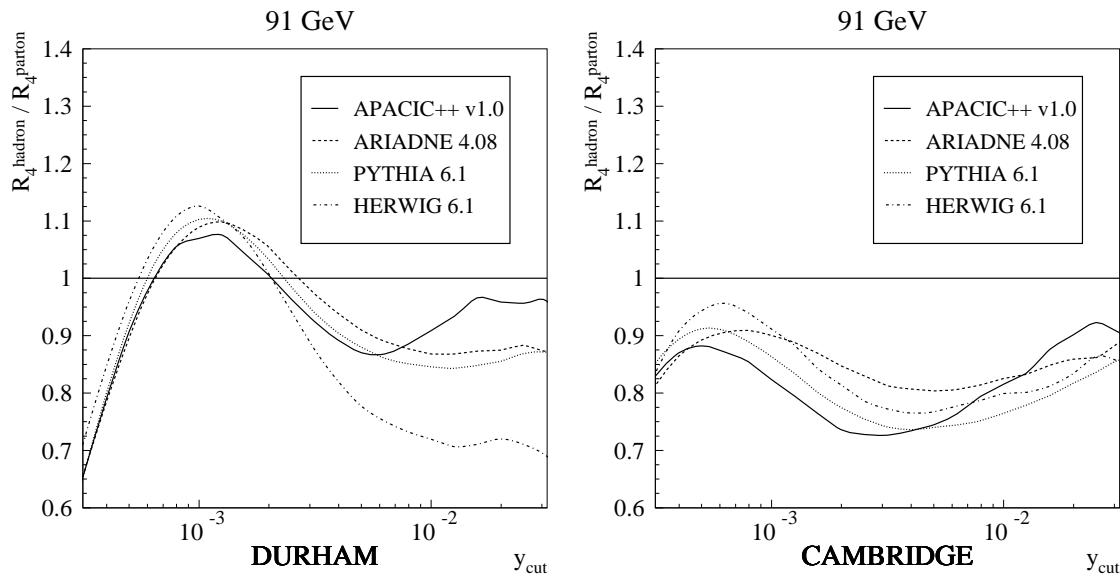 91 GeV
R₄ʰᵃᵈʳᵒⁿ / R₄ᵖᵃʳᵗᵒⁿ
1.4
1.3
1.2
1.1
1
0.9
0.8
0.7
0.6
APACIC++ v1.0
ARIADNE 4.08
PYTHIA 6.1
HERWIG 6.1
10⁻³
10⁻²
DURHAM
y_cut
91 GeV
R₄ʰᵃᵈʳᵒⁿ / R₄ᵖᵃʳᵗᵒⁿ
1.4
1.3
1.2
1.1
1
0.9
0.8
0.7
0.6
APACIC++ v1.0
ARIADNE 4.08
PYTHIA 6.1
HERWIG 6.1
10⁻³
10⁻²
CAMBRIDGE
y_cut